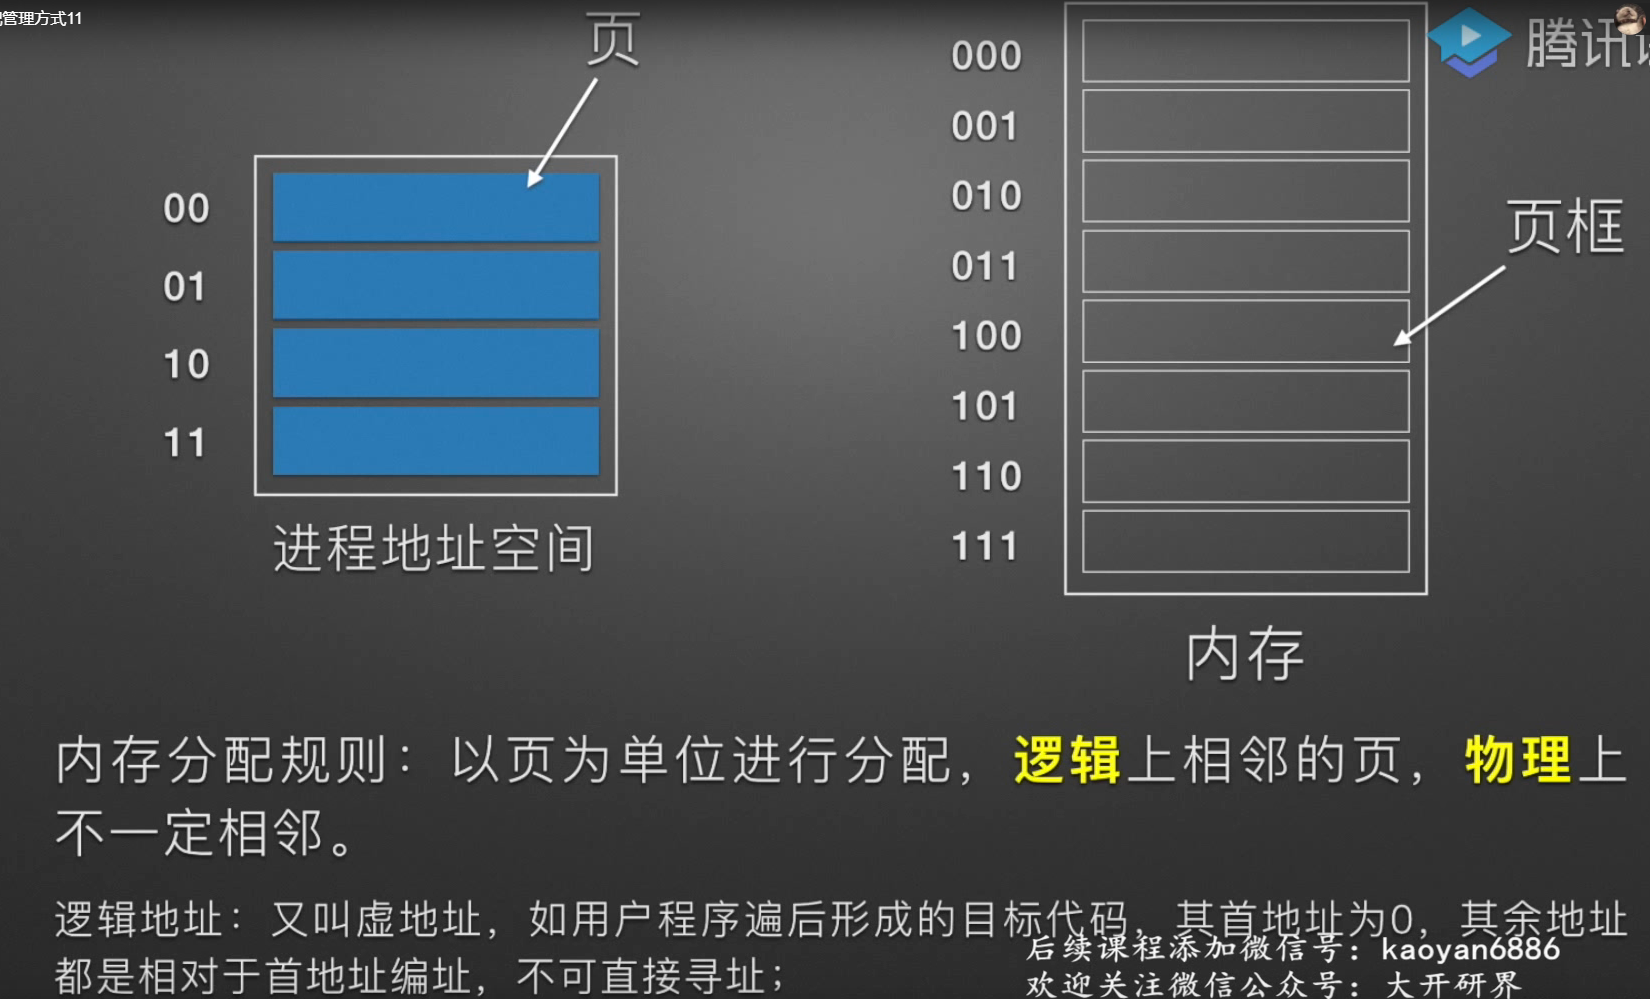 管理方式11
页
腾讯
00
01
10
11
进程地址空间
000
001
010
011
100
101
110
111
页框
内存
内存分配规则：以页为单位进行分配，逻辑上相邻的页，物理上
不一定相邻。
逻辑地址：又叫虚地址，如用户程序遍后形成的目标代码，其首地址为0，其余地址
都是相对于首地址编址，不可直接寻址；
后续课程添加微信号：kaoyan6886
欢迎关注微信公众号：大开研界